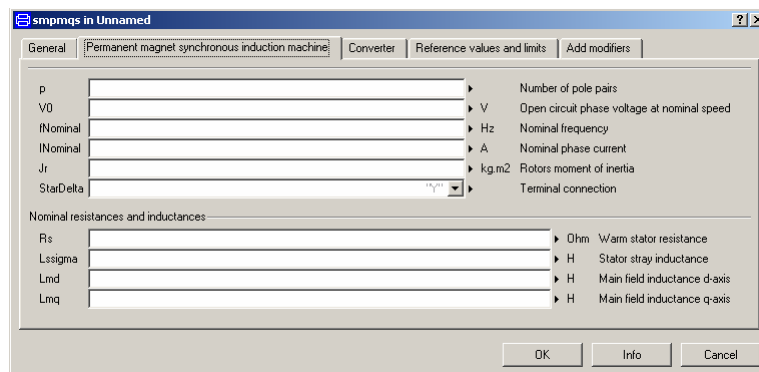 smpmqs in Unnamed
General Permanent magnet synchronous induction machine Converter Reference values and limits Add modifiers
p Number of pole pairs
V0 V Open circuit phase voltage at nominal speed
fNominal Hz Nominal frequency
INominal A Nominal phase current
Jr kg.m2 Rotors moment of inertia
StarDelta "Y" Terminal connection
Nominal resistances and inductances
Rs Ohm Warm stator resistance
Lssigma H Stator stray inductance
Lmd H Main field inductance d-axis
Lmq H Main field inductance q-axis
OK Info Cancel